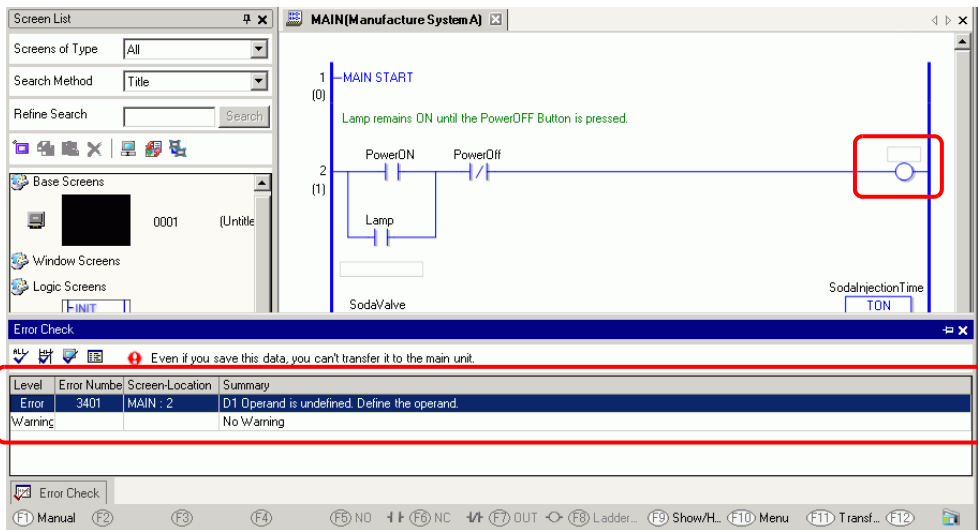 Screen List
MAIN(Manufacture SystemA)
Screens of Type All
Search Method Title
Refine Search Search
Base Screens
0001 (Untitle
Window Screens
Logic Screens
INIT
1 MAIN START
(0)
Lamp remains ON until the PowerOFF Button is pressed.
PowerON PowerOff
2
(1)
Lamp
SodaValve SodaInjectionTime
TON
Error Check
ALL Even if you save this data, you can't transfer it to the main unit.
Level Error Numbe Screen-Location Summary
Error 3401 MAIN : 2 D1 Operand is undefined. Define the operand.
Warning No Warning
Error Check
F1 Manual F2 F3 F4 F5 NO F6 NC F7 OUT F8 Ladder... F9 Show/H... F10 Menu F11 Transf... F12